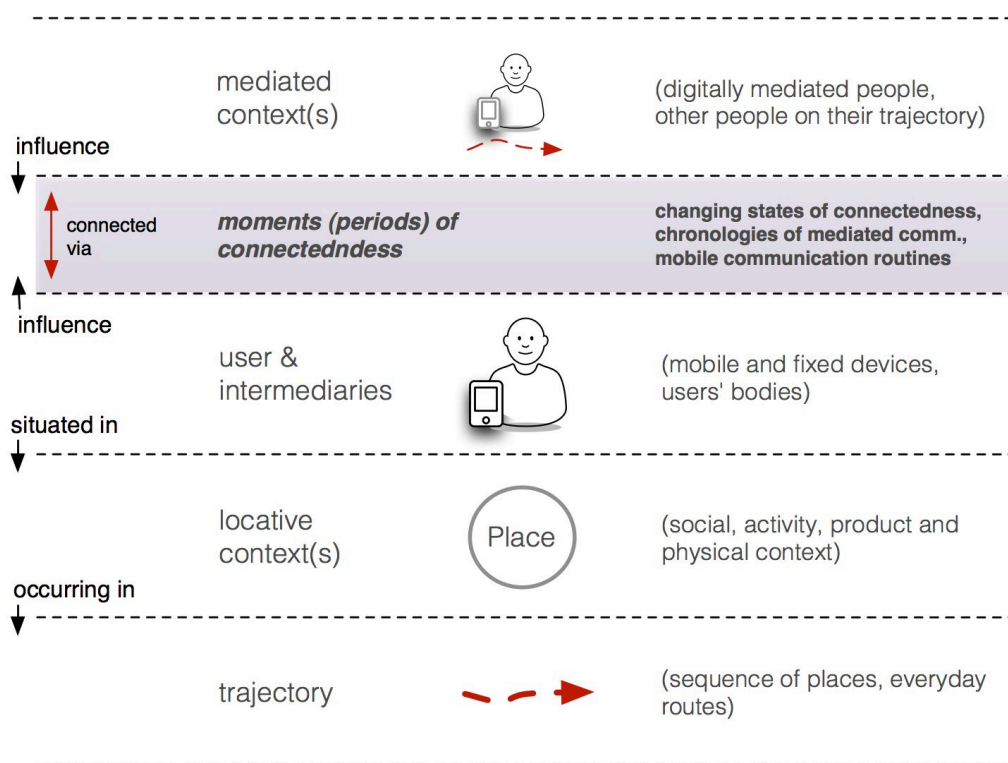 mediated
context(s)
(digitally mediated people,
other people on their trajectory)
influence
connected
via
moments (periods) of
connectedndess
changing states of connectedness,
chronologies of mediated comm.,
mobile communication routines
influence
user &
intermediaries
(mobile and fixed devices,
users' bodies)
situated in
locative
context(s)
Place
(social, activity, product and
physical context)
occurring in
trajectory
(sequence of places, everyday
routes)